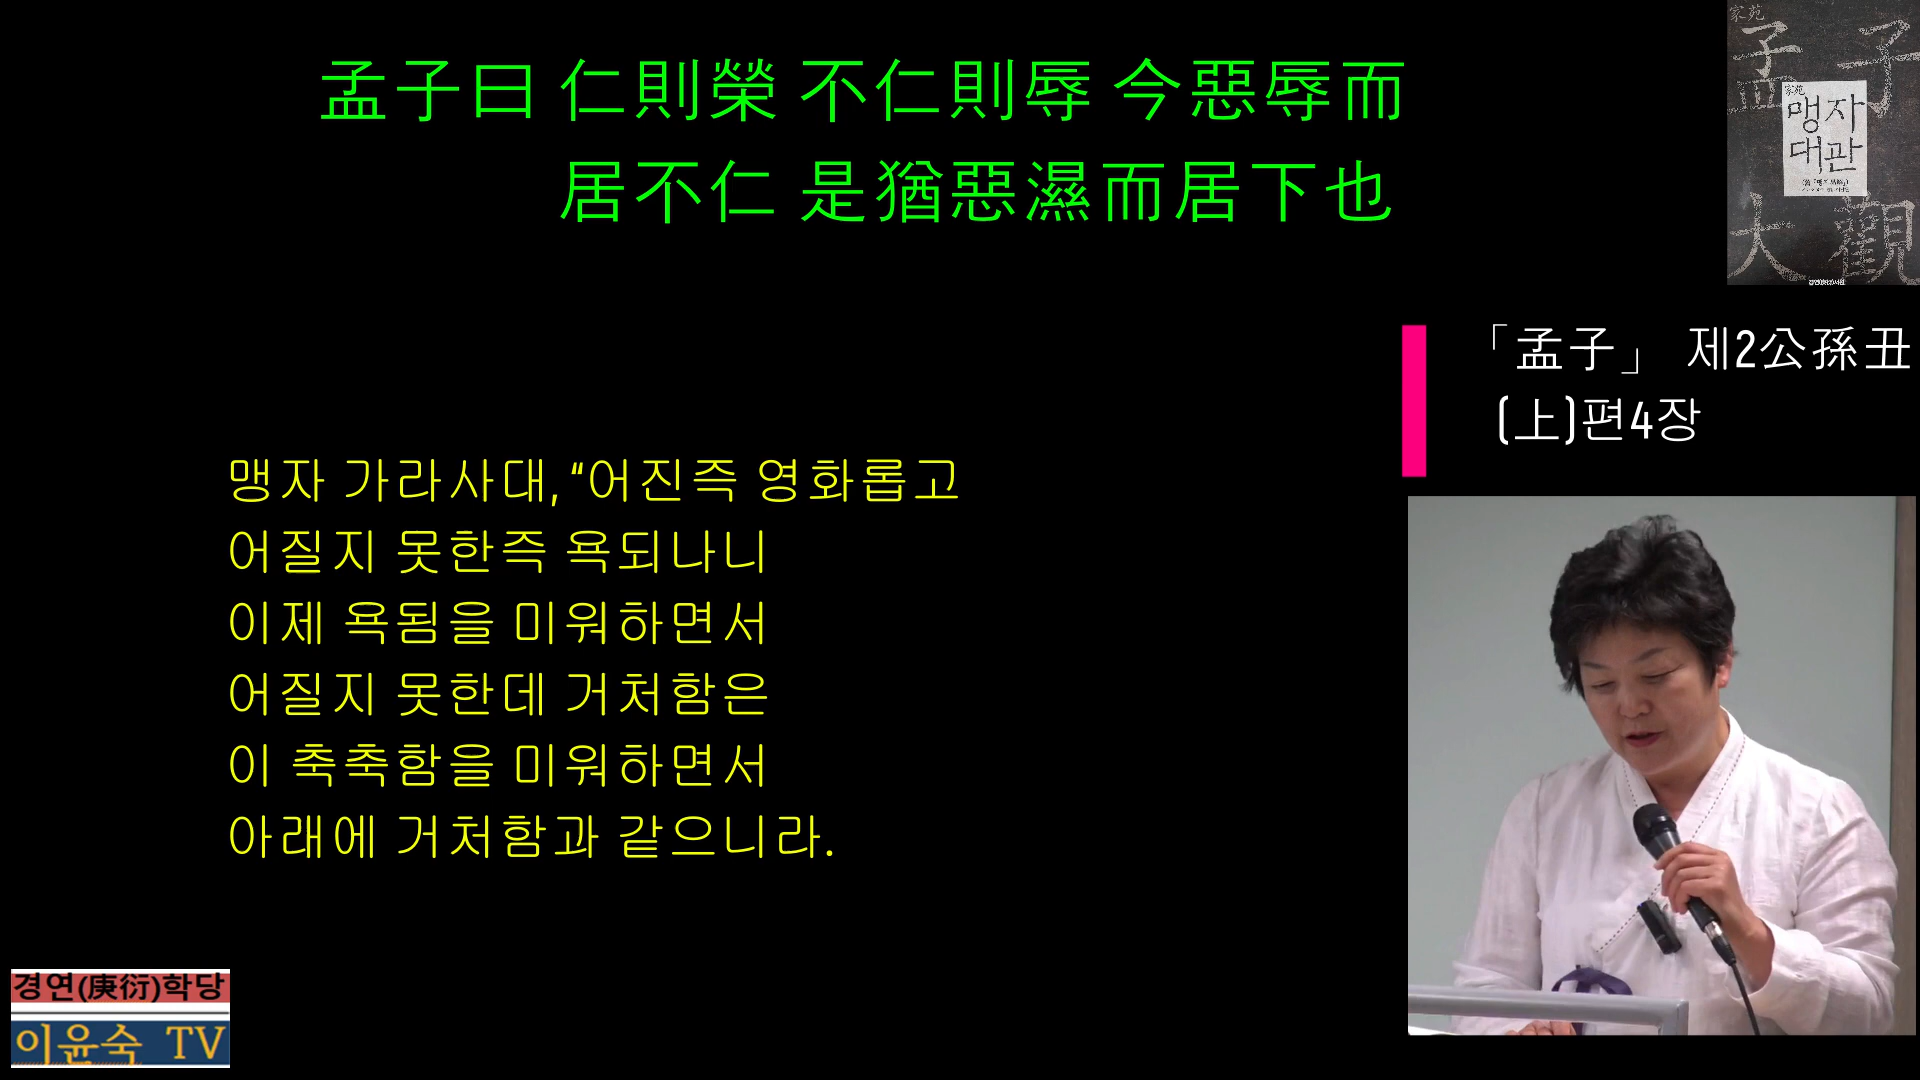 孟子曰 仁則榮 不仁則辱 今惡辱而
居不仁 是猶惡濕而居下也
家苑
孟子
家苑
맹자
대관
大觀
「孟子」 제2公孫丑
(上)편4장
맹자 가라사대, “어진즉 영화롭고
어질지 못한즉 욕되나니
이제 욕됨을 미워하면서
어질지 못한데 거처함은
이 축축함을 미워하면서
아래에 거처함과 같으니라.
경연(庚衍)학당
이윤숙 TV